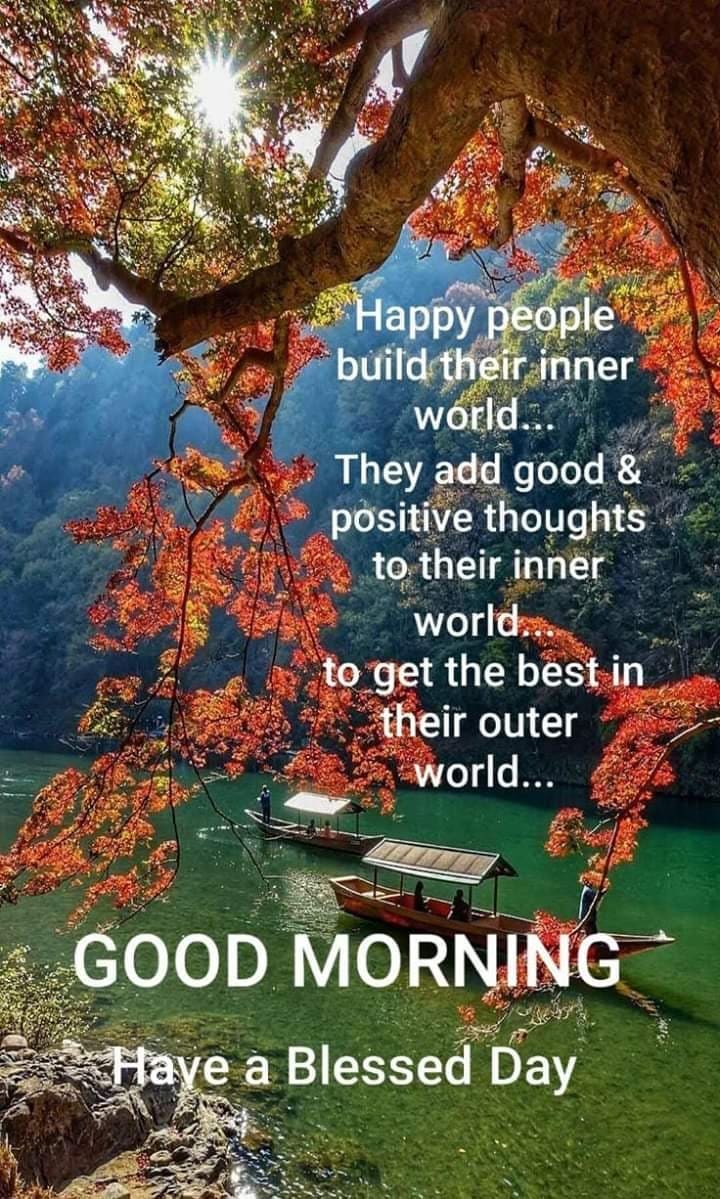 Happy people
build their inner
world...
They add good &
positive thoughts
to their inner
world...
to get the best in
their outer
world...
GOOD MORNING
Have a Blessed Day